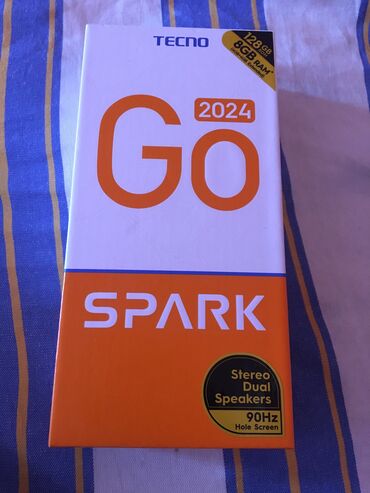 TECNO
128GB
8GB RAM*
2024
Go
SPARK
Stereo
Dual
Speakers
90Hz
Hole Screen